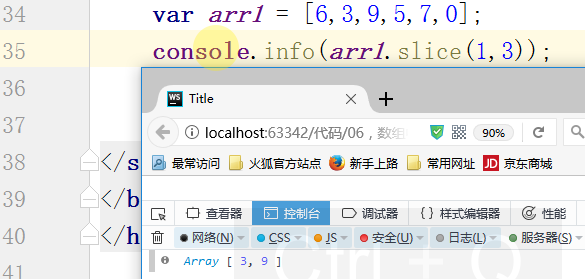 34 var arr1 = [6,3,9,5,7,0];
35 console.info(arr1.slice(1,3));
36
37
38 </s
39 </b
40 </h
WS Title
localhost:63342/代码/06，数组 90%
最常访问 火狐官方站点 新手上路 常用网址 JD 京东商城
查看器 控制台 调试器 {} 样式编辑器 性能
网络(N) CSS JS 安全(U) 日志(L) 服务器(S)
Array [ 3, 9 ]
Ctrl + Q